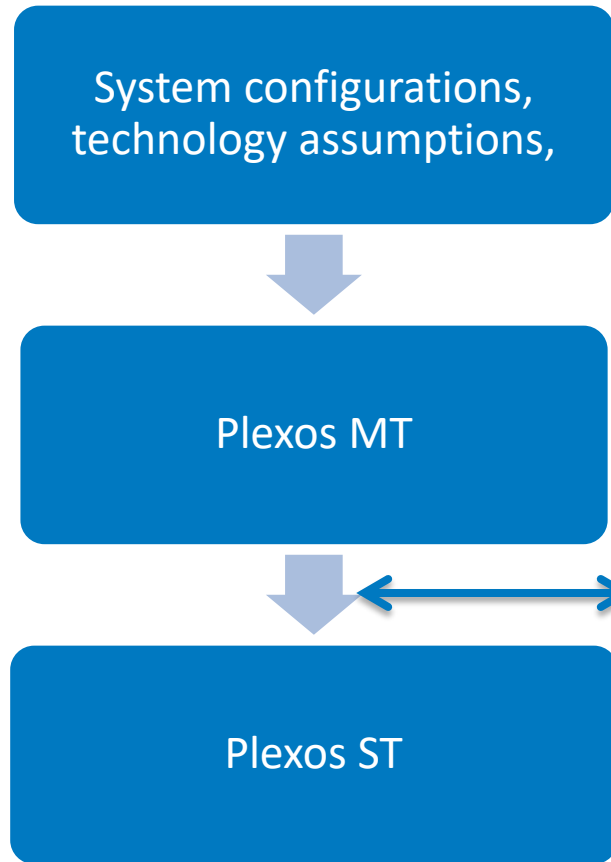 System configurations,
technology assumptions,
Plexos MT
Plexos ST